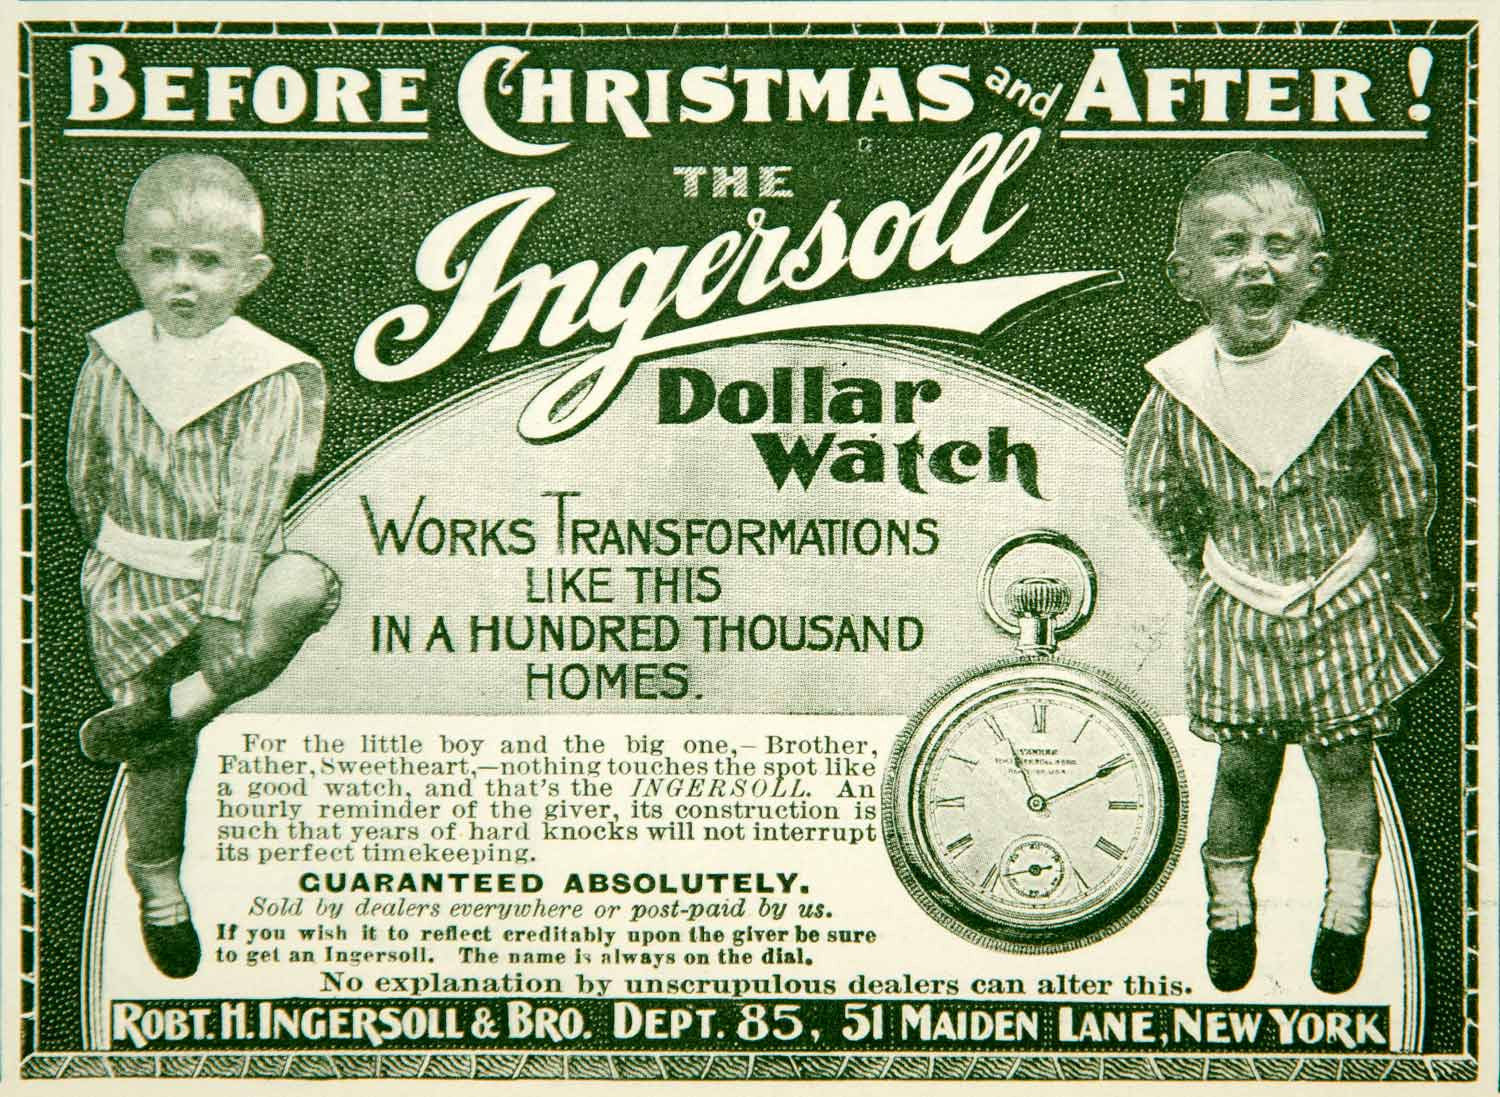 BEFORE CHRISTMAS and AFTER!
THE
Ingersoll
Dollar
Watch
WORKS TRANSFORMATIONS
LIKE THIS
IN A HUNDRED THOUSAND
HOMES.
For the little boy and the big one,—Brother,
Father, Sweetheart,—nothing touches the spot like
a good watch, and that's the INGERSOLL. An
hourly reminder of the giver, its construction is
such that years of hard knocks will not interrupt
its perfect timekeeping.
GUARANTEED ABSOLUTELY.
Sold by dealers everywhere or post-paid by us.
If you wish it to reflect creditably upon the giver be sure
to get an Ingersoll. The name is always on the dial.
No explanation by unscrupulous dealers can alter this.
ROBT. H. INGERSOLL & BRO. DEPT. 85, 51 MAIDEN LANE, NEW YORK